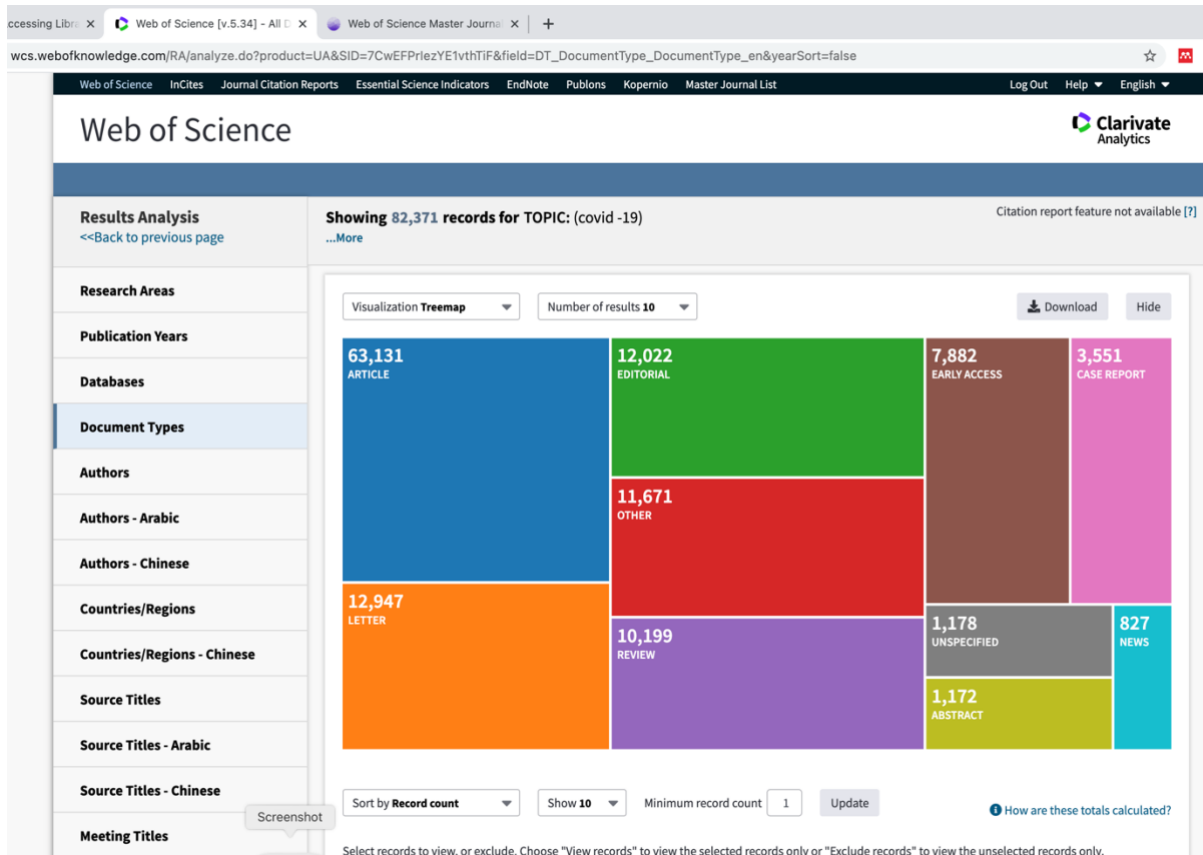 ccessing Libra
Web of Science [v.5.34] - All D
Web of Science Master Journa
wcs.webofknowledge.com/RA/analyze.do?product=UA&SID=7CwEFPrIezYE1vthTiF&field=DT_DocumentType_DocumentType_en&yearSort=false
Web of Science InCites Journal Citation Reports Essential Science Indicators EndNote Publons Kopernio Master Journal List Log Out Help English
Web of Science
Clarivate
Analytics
Results Analysis
<<Back to previous page
Showing 82,371 records for TOPIC: (covid -19)
...More
Citation report feature not available [?]
Research Areas
Publication Years
Databases
Document Types
Authors
Authors - Arabic
Authors - Chinese
Countries/Regions
Countries/Regions - Chinese
Source Titles
Source Titles - Arabic
Source Titles - Chinese
Meeting Titles
Screenshot
Visualization Treemap
Number of results 10
Download
Hide
63,131
ARTICLE
12,022
EDITORIAL
7,882
EARLY ACCESS
3,551
CASE REPORT
11,671
OTHER
12,947
LETTER
10,199
REVIEW
1,178
UNSPECIFIED
827
NEWS
1,172
ABSTRACT
Sort by Record count
Show 10
Minimum record count 1
Update
How are these totals calculated?
Select records to view, or exclude. Choose "View records" to view the selected records only or "Exclude records" to view the unselected records only.